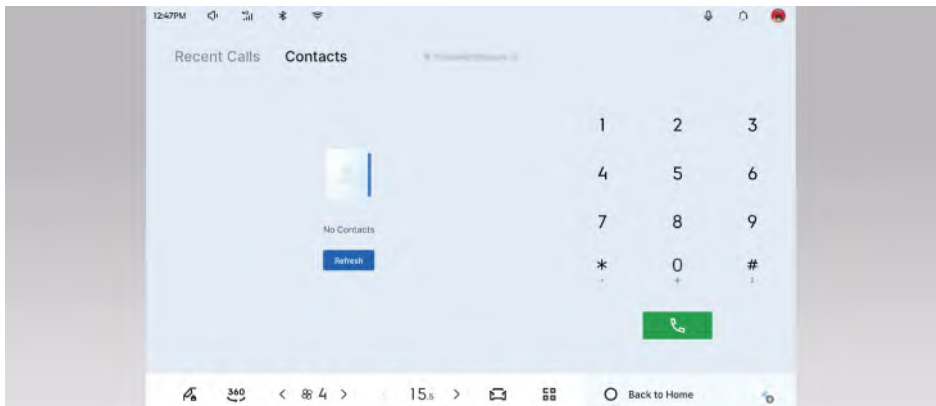 12:47PM
Recent Calls Contacts
1 2 3
4 5 6
7 8 9
* 0 #
, + ;
No Contacts
Refresh
360 < 4 > < 15.5 > Back to Home